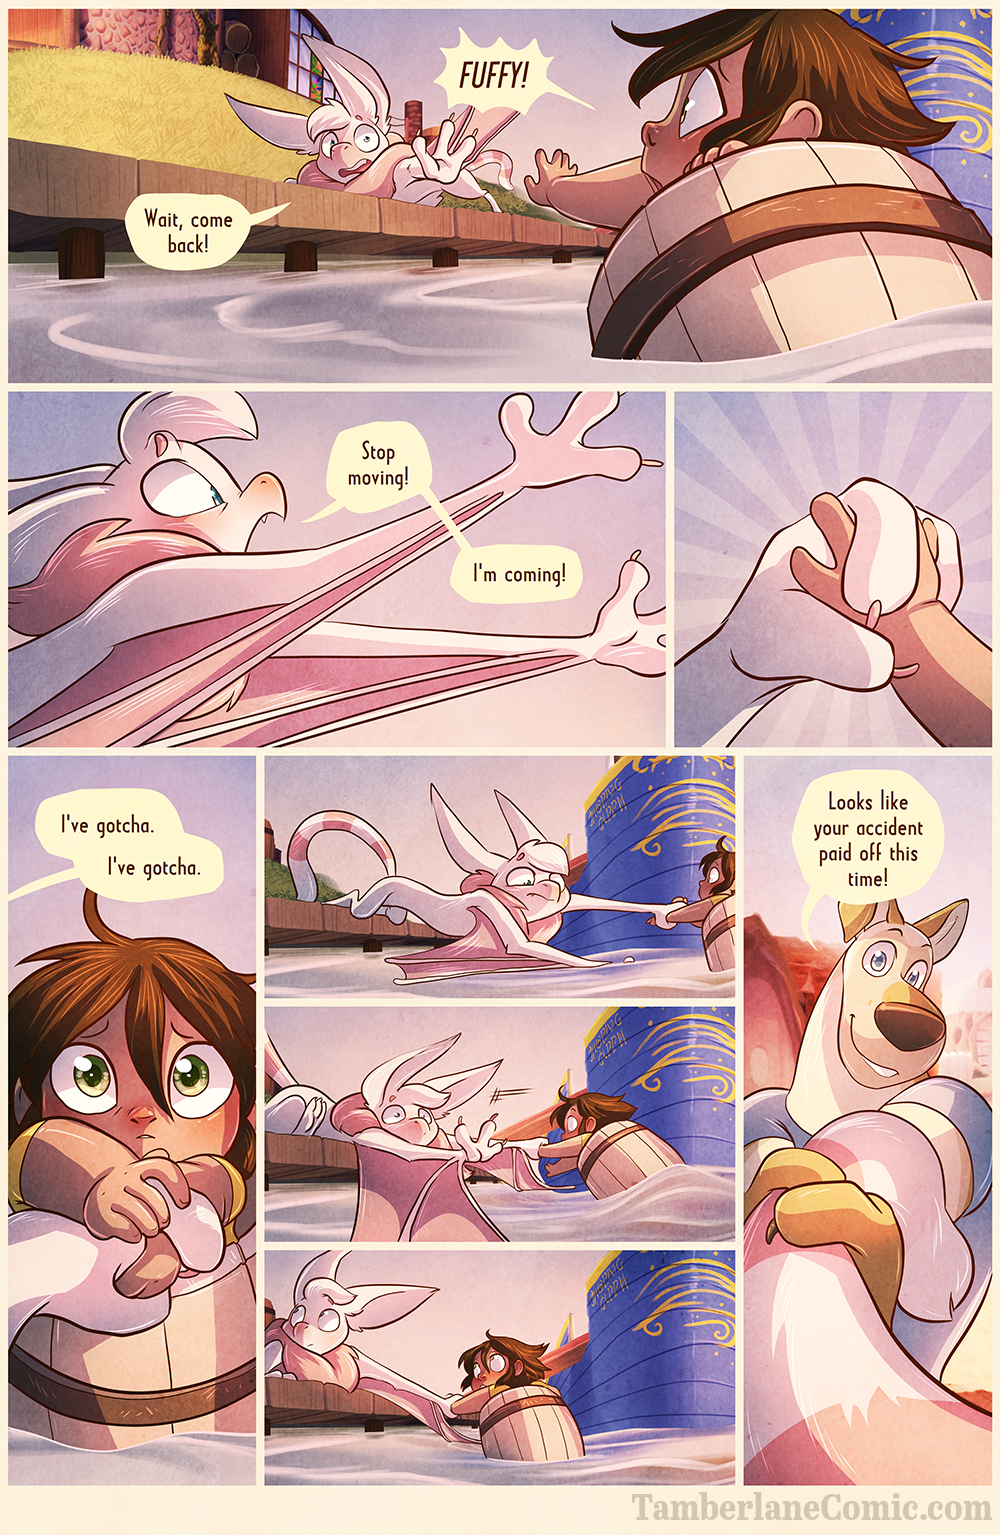 FUFFY!
Wait, come
back!
Stop
moving!
I'm coming!
I've gotcha.
I've gotcha.
Looks like
your accident
paid off this
time!
TamberlaneComic.com